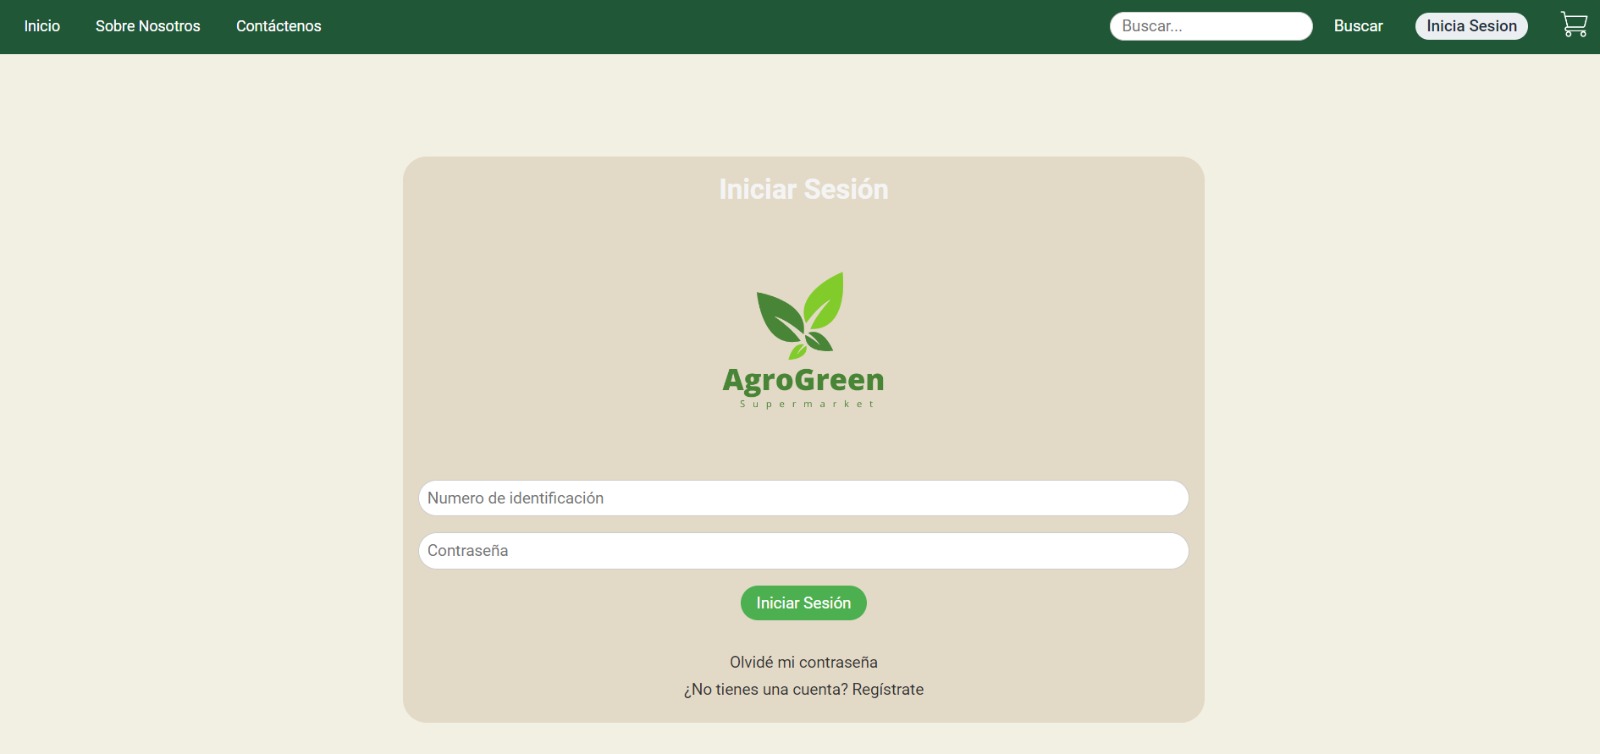 Inicio Sobre Nosotros Contáctenos Buscar... Buscar Inicia Sesion
Iniciar Sesión
AgroGreen
Supermarket
Numero de identificación
Contraseña
Iniciar Sesión
Olvidé mi contraseña
¿No tienes una cuenta? Regístrate